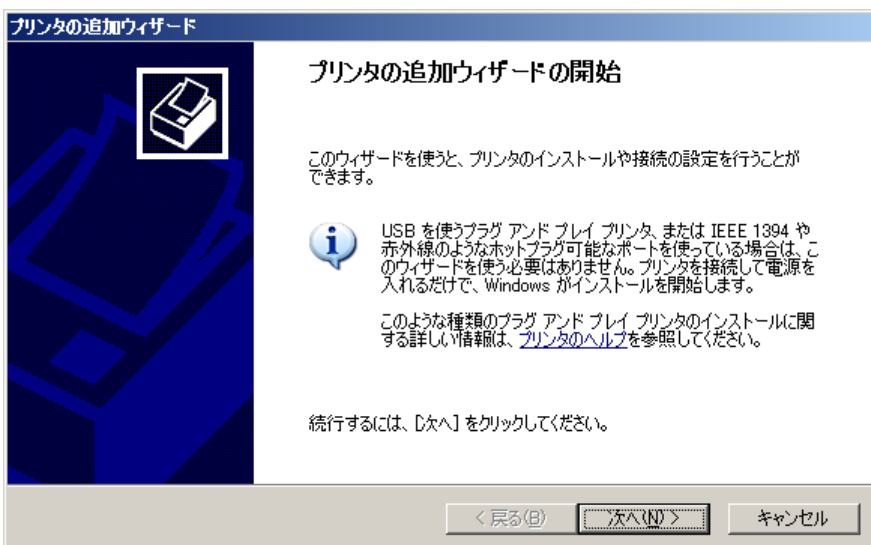 プリンタの追加ウィザード
プリンタの追加ウィザードの開始
このウィザードを使うと、プリンタのインストールや接続の設定を行うことが
できます。
USB を使うプラグ アンド プレイ プリンタ、または IEEE 1394 や
赤外線のようなホットプラグ可能なポートを使っている場合は、こ
のウィザードを使う必要はありません。プリンタを接続して電源を
入れるだけで、Windows がインストールを開始します。
このような種類のプラグ アンド プレイ プリンタのインストールに関
する詳しい情報は、プリンタのヘルプを参照してください。
続行するには、[次へ] をクリックしてください。
< 戻る(B)
次へ(N) >
キャンセル